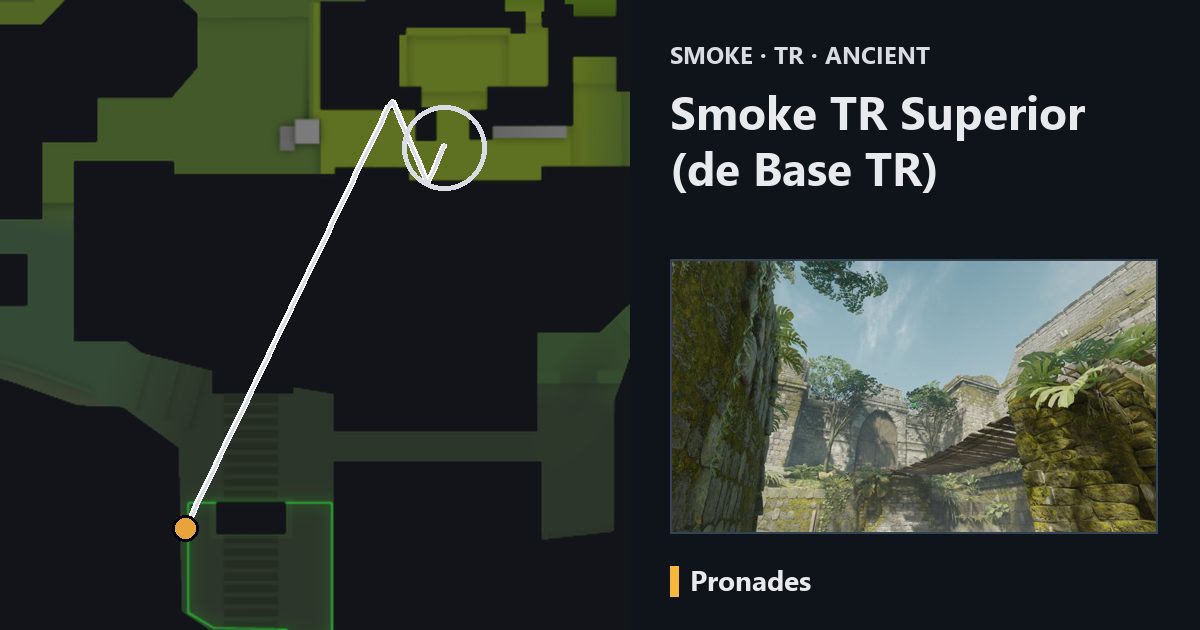 SMOKE · TR · ANCIENT
Smoke TR Superior
(de Base TR)
Pronades